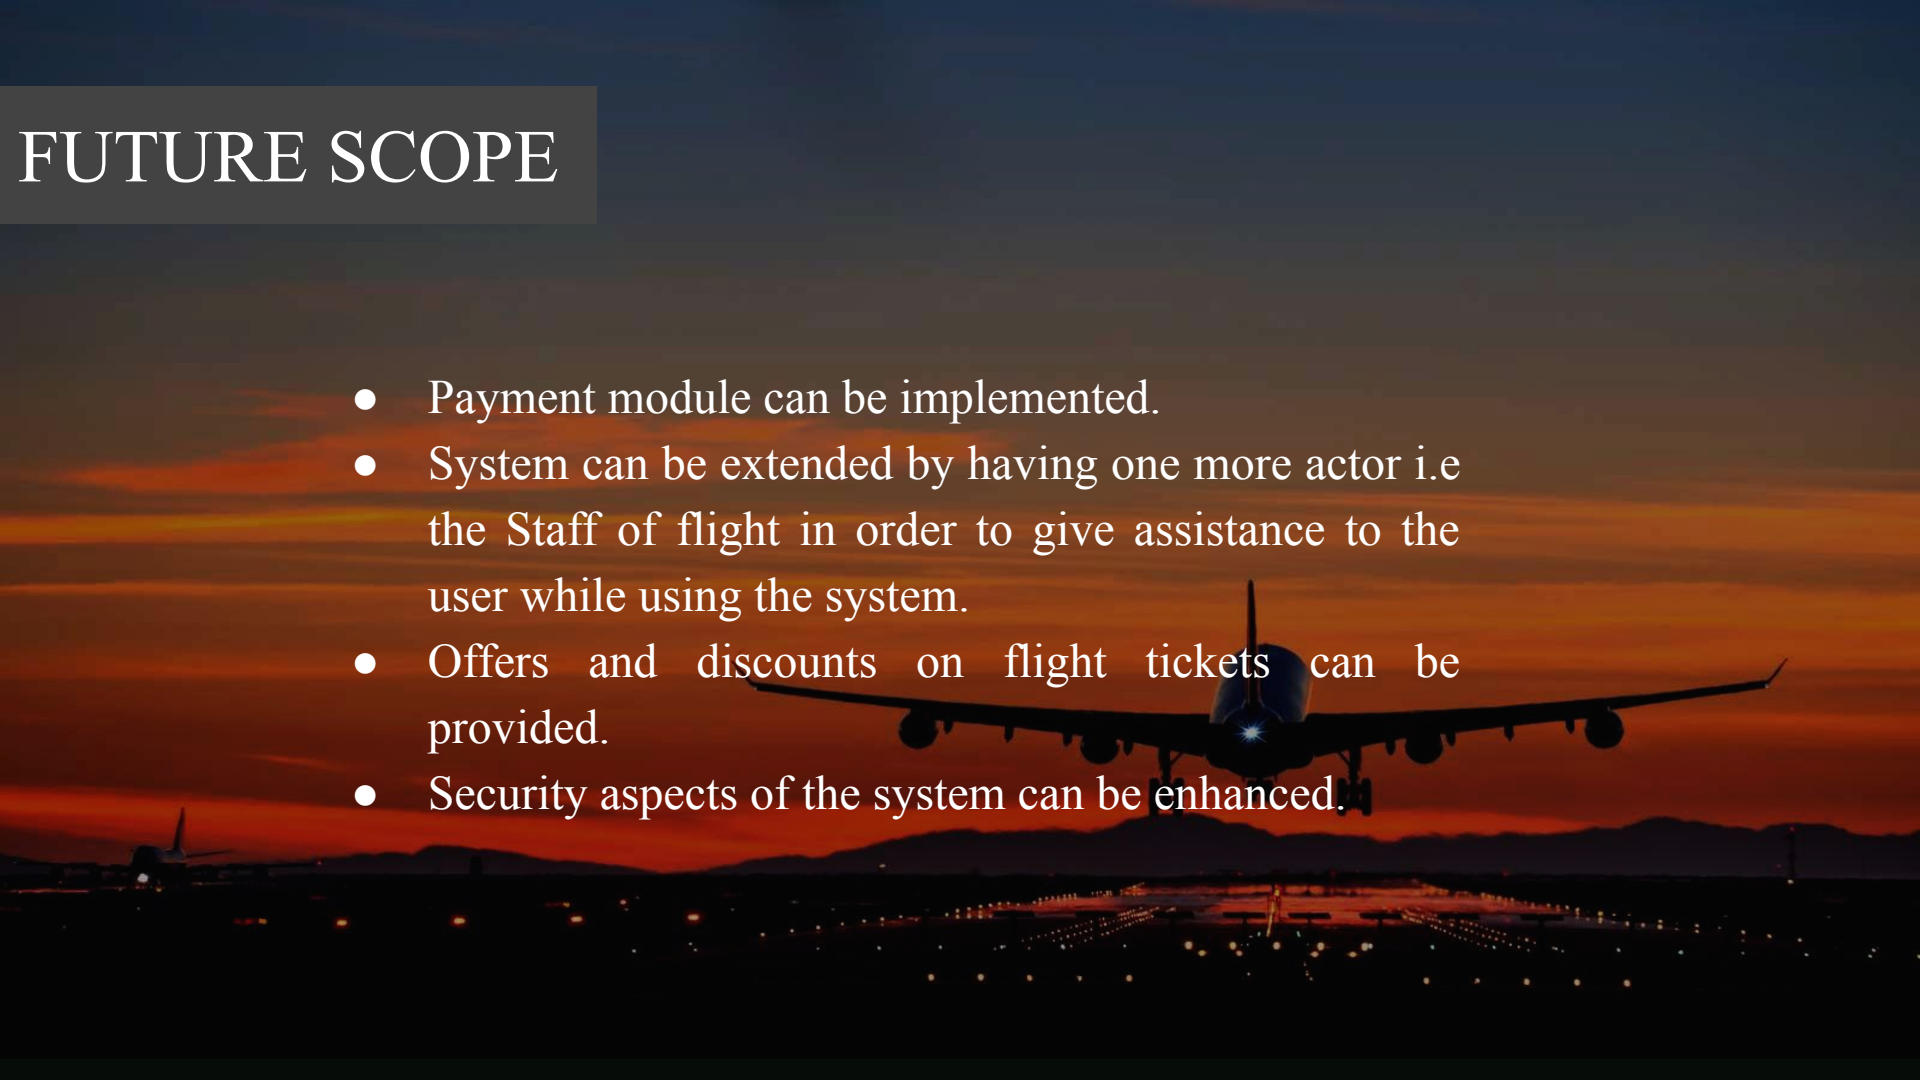 FUTURE SCOPE
● Payment module can be implemented.
● System can be extended by having one more actor i.e
the Staff of flight in order to give assistance to the
user while using the system.
● Offers and discounts on flight tickets can be
provided.
● Security aspects of the system can be enhanced.